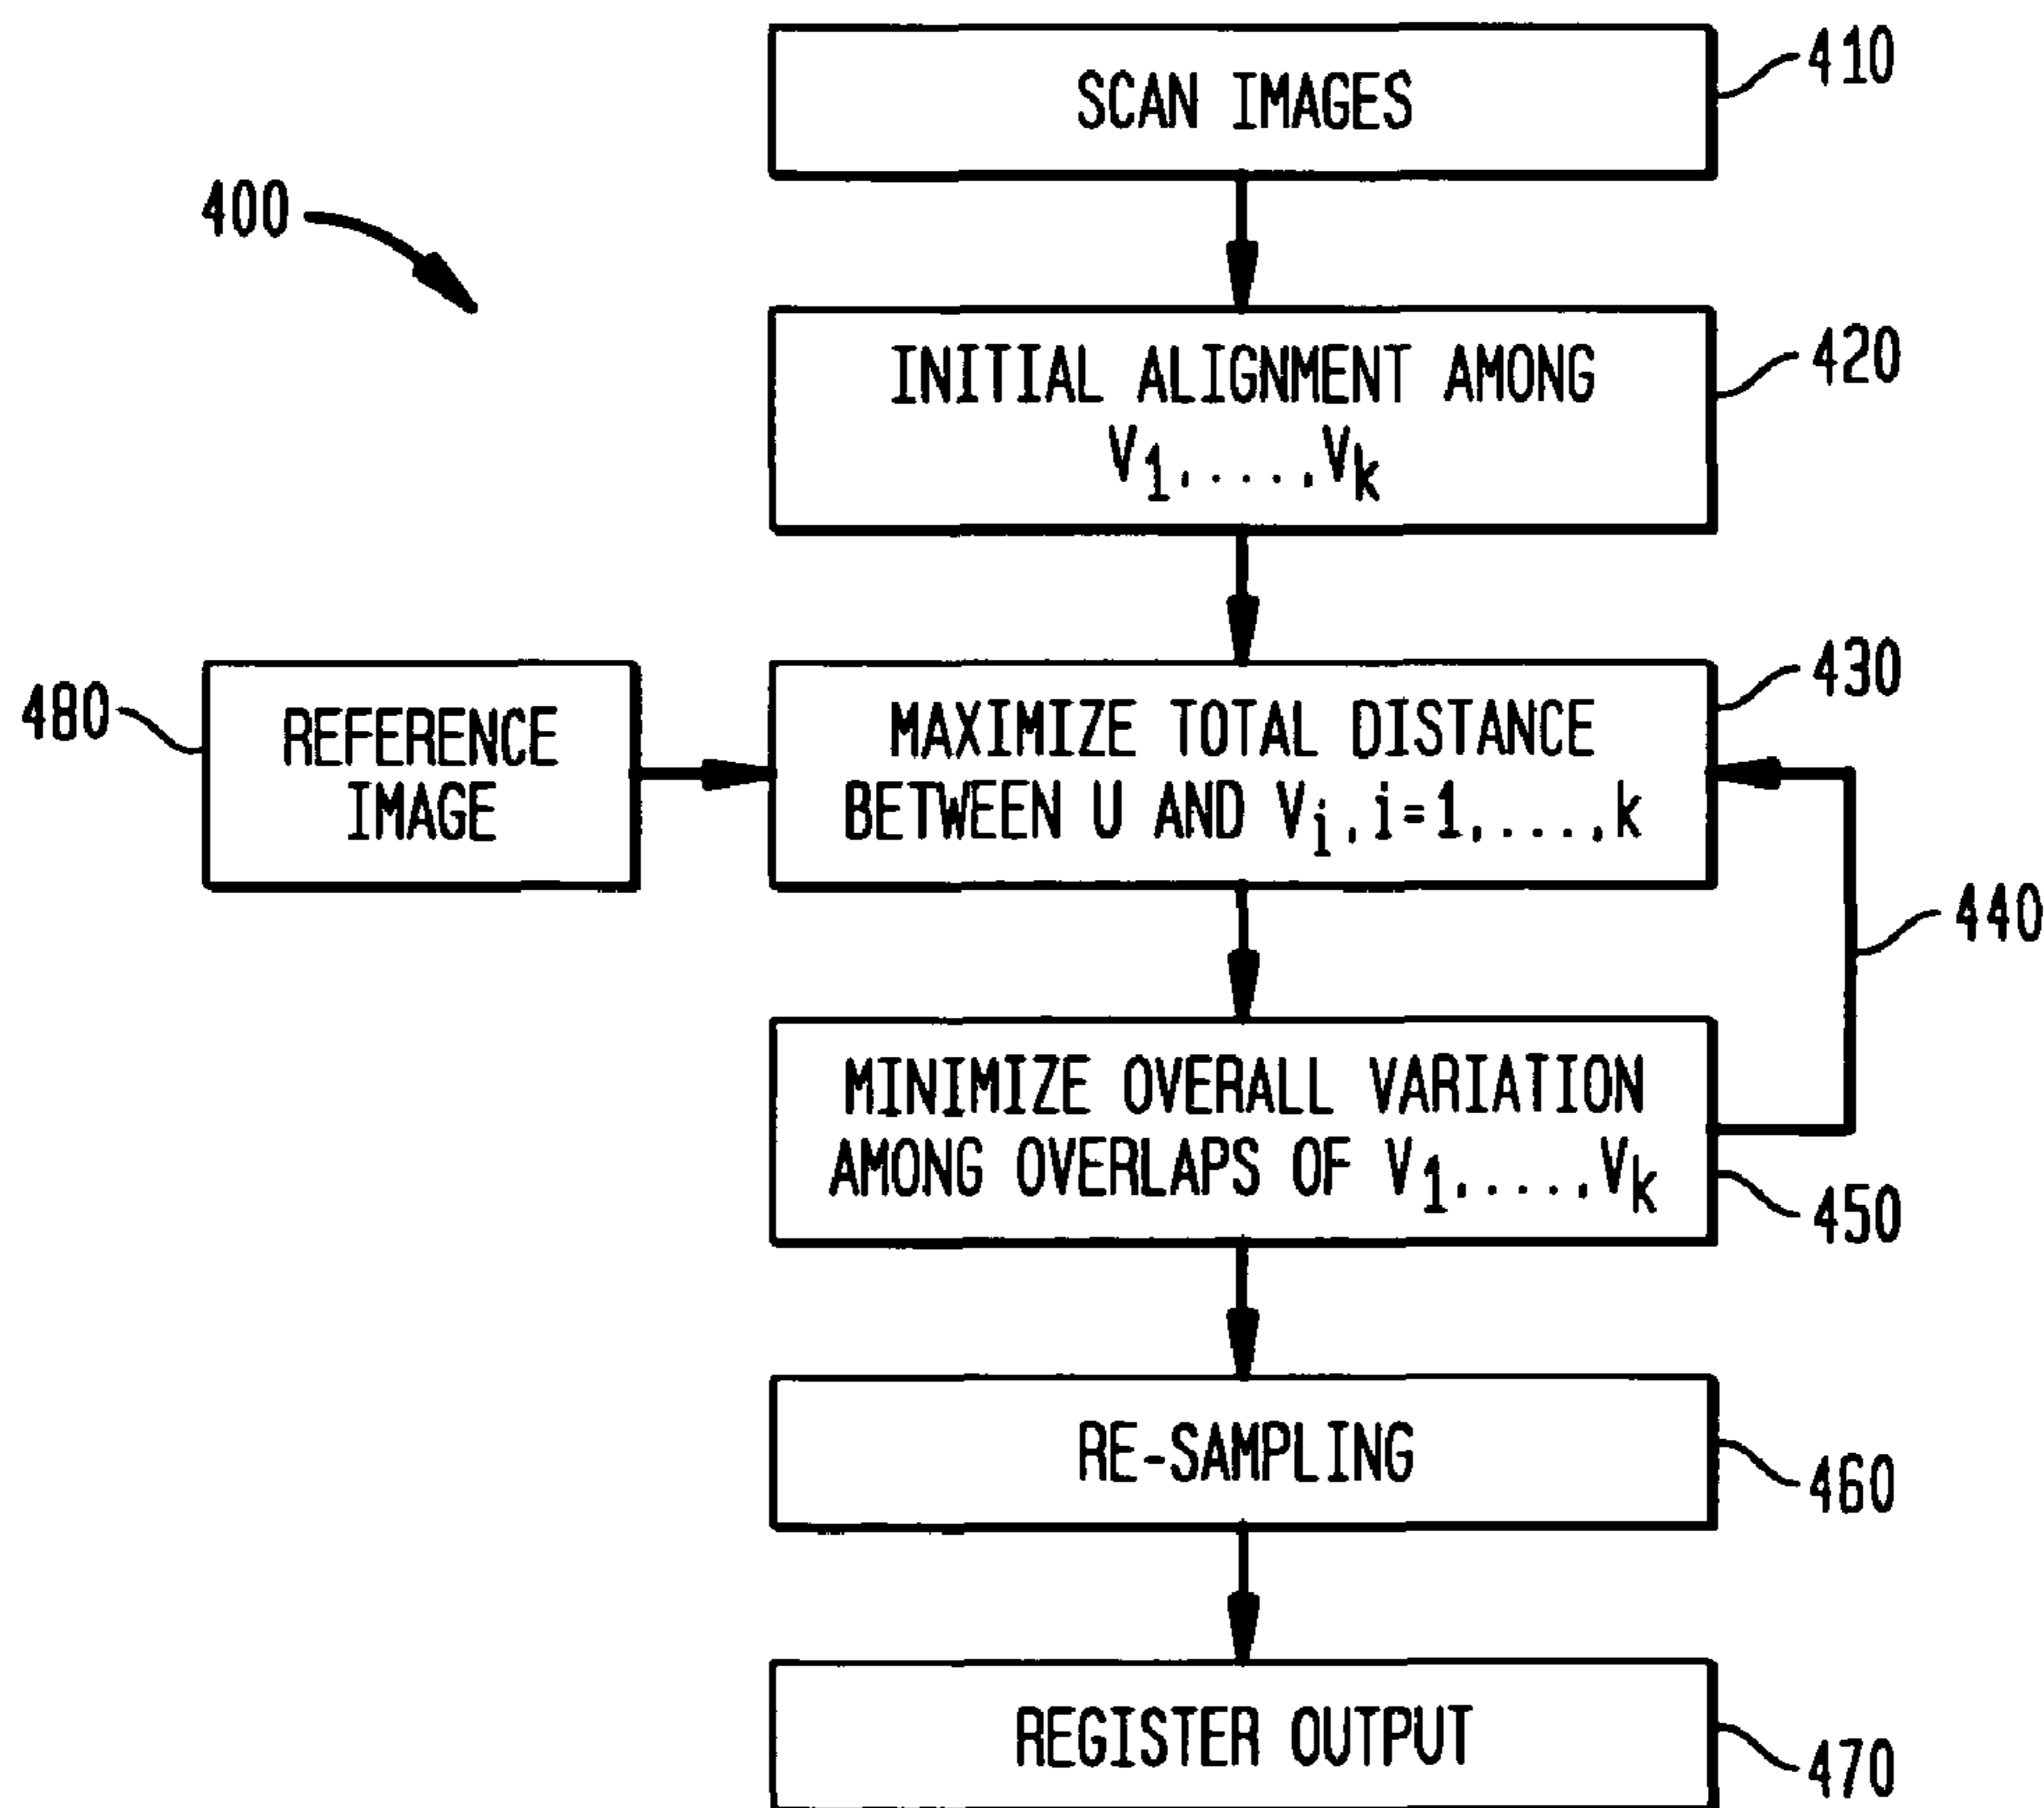 SCAN IMAGES
410
400
INITIAL ALIGNMENT AMONG
V1,....,Vk
420
480
REFERENCE
IMAGE
MAXIMIZE TOTAL DISTANCE
BETWEEN U AND Vi,i=1,....,k
430
440
MINIMIZE OVERALL VARIATION
AMONG OVERLAPS OF V1,....,Vk
450
RE-SAMPLING
460
REGISTER OUTPUT
470